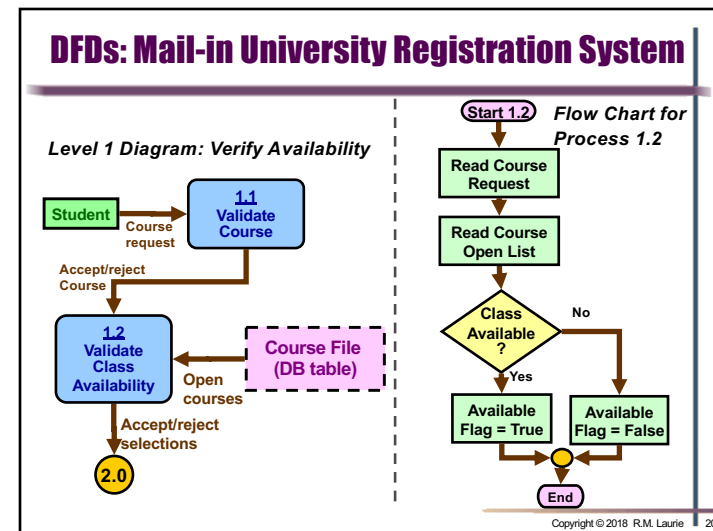 DFDs: Mail-in University Registration System
Level 1 Diagram: Verify Availability
Student
Course
request
1.1
Validate
Course
Accept/reject
Course
1.2
Validate
Class
Availability
Course File
(DB table)
Open
courses
Accept/reject
selections
2.0
Flow Chart for
Process 1.2
Start 1.2
Read Course
Request
Read Course
Open List
Class
Available
?
No
Yes
Available
Flag = True
Available
Flag = False
End
Copyright © 2018 R.M. Laurie